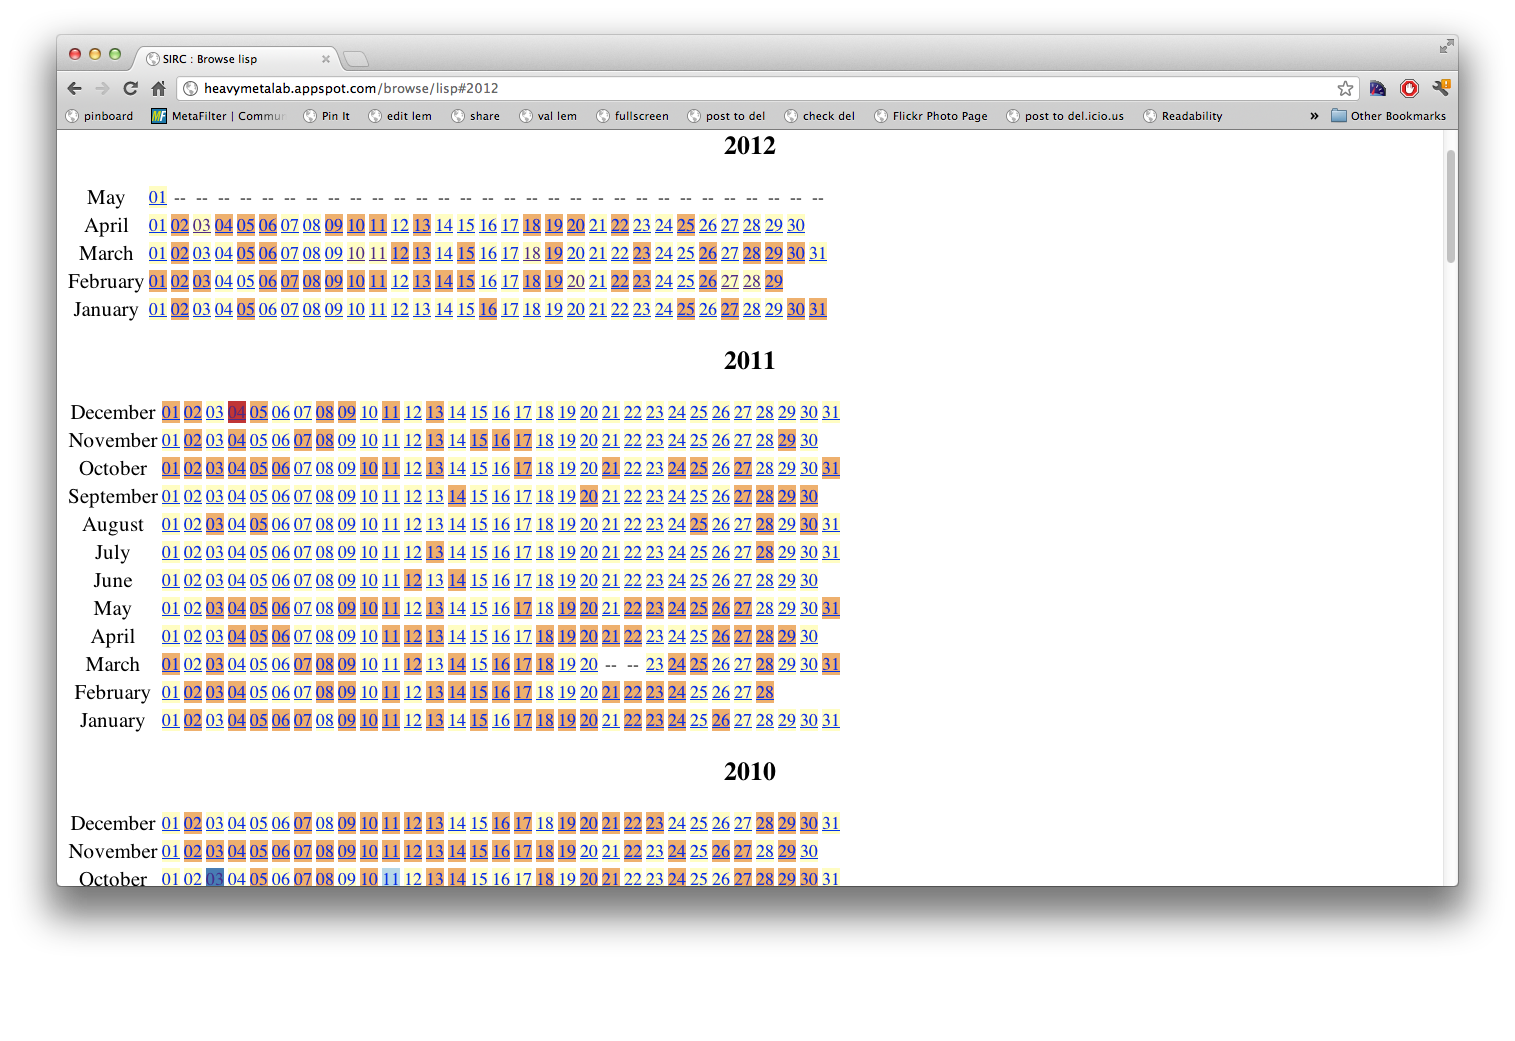 SIRC : Browse lisp
heavymetalab.appspot.com/browse/lisp#2012
pinboard MetaFilter | Commun Pin It edit lem share val lem fullscreen post to del check del Flickr Photo Page post to del.icio.us Readability » Other Bookmarks
2012
May 01 -- -- -- -- -- -- -- -- -- -- -- -- -- -- -- -- -- -- -- -- -- -- -- -- -- -- -- -- -- --
April 01 02 03 04 05 06 07 08 09 10 11 12 13 14 15 16 17 18 19 20 21 22 23 24 25 26 27 28 29 30
March 01 02 03 04 05 06 07 08 09 10 11 12 13 14 15 16 17 18 19 20 21 22 23 24 25 26 27 28 29 30 31
February 01 02 03 04 05 06 07 08 09 10 11 12 13 14 15 16 17 18 19 20 21 22 23 24 25 26 27 28 29
January 01 02 03 04 05 06 07 08 09 10 11 12 13 14 15 16 17 18 19 20 21 22 23 24 25 26 27 28 29 30 31
2011
December 01 02 03 04 05 06 07 08 09 10 11 12 13 14 15 16 17 18 19 20 21 22 23 24 25 26 27 28 29 30 31
November 01 02 03 04 05 06 07 08 09 10 11 12 13 14 15 16 17 18 19 20 21 22 23 24 25 26 27 28 29 30
October 01 02 03 04 05 06 07 08 09 10 11 12 13 14 15 16 17 18 19 20 21 22 23 24 25 26 27 28 29 30 31
September 01 02 03 04 05 06 07 08 09 10 11 12 13 14 15 16 17 18 19 20 21 22 23 24 25 26 27 28 29 30
August 01 02 03 04 05 06 07 08 09 10 11 12 13 14 15 16 17 18 19 20 21 22 23 24 25 26 27 28 29 30 31
July 01 02 03 04 05 06 07 08 09 10 11 12 13 14 15 16 17 18 19 20 21 22 23 24 25 26 27 28 29 30 31
June 01 02 03 04 05 06 07 08 09 10 11 12 13 14 15 16 17 18 19 20 21 22 23 24 25 26 27 28 29 30
May 01 02 03 04 05 06 07 08 09 10 11 12 13 14 15 16 17 18 19 20 21 22 23 24 25 26 27 28 29 30 31
April 01 02 03 04 05 06 07 08 09 10 11 12 13 14 15 16 17 18 19 20 21 22 23 24 25 26 27 28 29 30
March 01 02 03 04 05 06 07 08 09 10 11 12 13 14 15 16 17 18 19 20 -- -- 23 24 25 26 27 28 29 30 31
February 01 02 03 04 05 06 07 08 09 10 11 12 13 14 15 16 17 18 19 20 21 22 23 24 25 26 27 28
January 01 02 03 04 05 06 07 08 09 10 11 12 13 14 15 16 17 18 19 20 21 22 23 24 25 26 27 28 29 30 31
2010
December 01 02 03 04 05 06 07 08 09 10 11 12 13 14 15 16 17 18 19 20 21 22 23 24 25 26 27 28 29 30 31
November 01 02 03 04 05 06 07 08 09 10 11 12 13 14 15 16 17 18 19 20 21 22 23 24 25 26 27 28 29 30
October 01 02 03 04 05 06 07 08 09 10 11 12 13 14 15 16 17 18 19 20 21 22 23 24 25 26 27 28 29 30 31